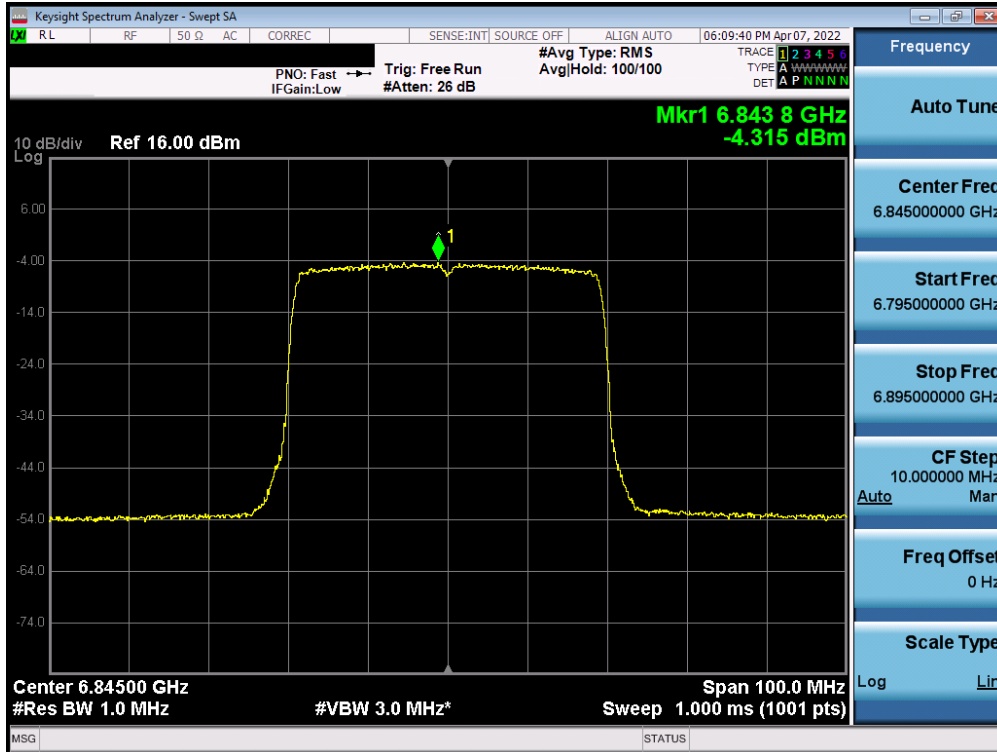 Keysight Spectrum Analyzer - Swept SA
LXI RL RF 50 Ω AC CORREC SENSE:INT SOURCE OFF ALIGN AUTO 06:09:40 PM Apr 07, 2022
PNO: Fast Trig: Free Run #Avg Type: RMS TRACE 1 2 3 4 5 6
IFGain:Low #Atten: 26 dB Avg|Hold: 100/100 TYPE A WWWWW
DET A P N N N N
Mkr1 6.843 8 GHz
-4.315 dBm
10 dB/div Ref 16.00 dBm
Log
1
6.00
-4.00
-14.0
-24.0
-34.0
-44.0
-54.0
-64.0
-74.0
Center 6.84500 GHz Span 100.0 MHz
#Res BW 1.0 MHz #VBW 3.0 MHz* Sweep 1.000 ms (1001 pts)
MSG STATUS
Frequency
Auto Tune
Center Freq
6.845000000 GHz
Start Freq
6.795000000 GHz
Stop Freq
6.895000000 GHz
CF Step
10.000000 MHz
Auto Man
Freq Offset
0 Hz
Scale Type
Log Lin